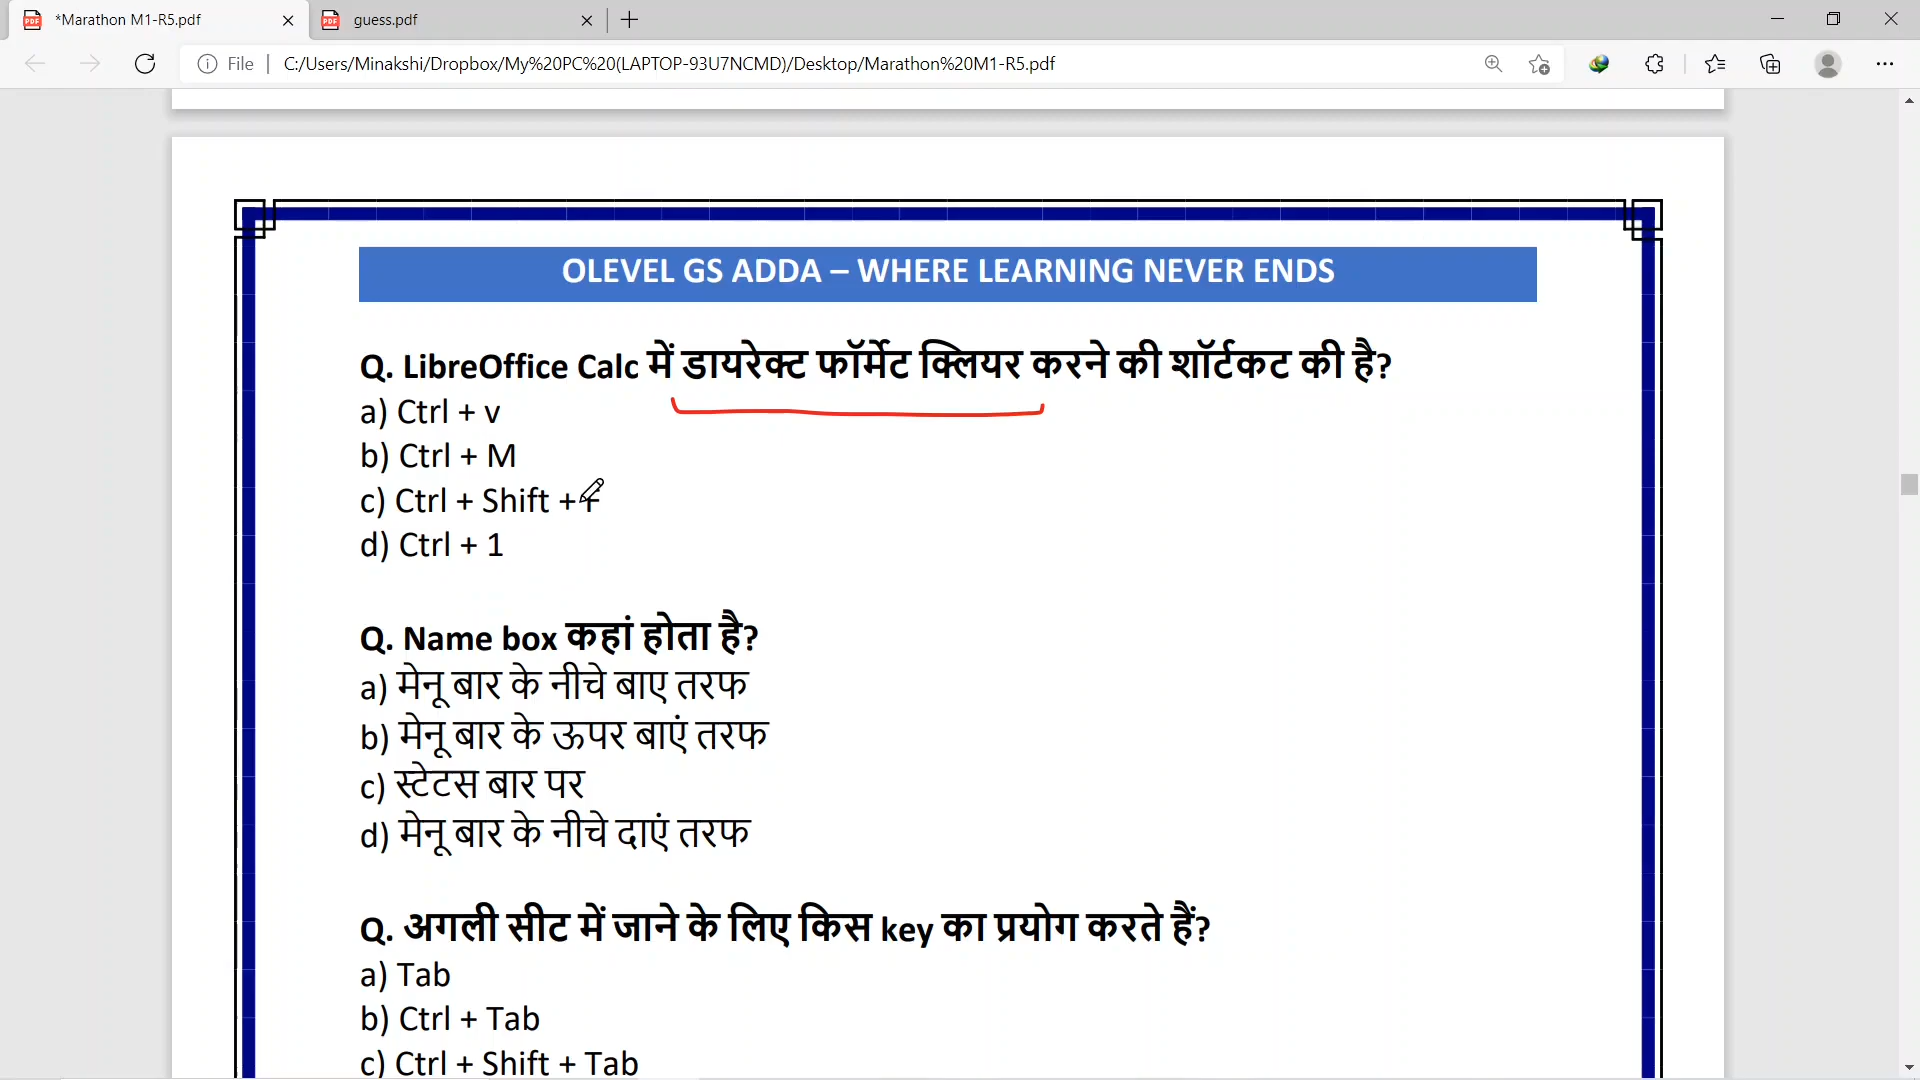 *Marathon M1-R5.pdf
guess.pdf
File
C:/Users/Minakshi/Dropbox/My%20PC%20(LAPTOP-93U7NCMD)/Desktop/Marathon%20M1-R5.pdf
OLEVEL GS ADDA – WHERE LEARNING NEVER ENDS
Q. LibreOffice Calc में डायरेक्ट फॉर्मेट क्लियर करने की शॉर्टकट की है?
a) Ctrl + v
b) Ctrl + M
c) Ctrl + Shift +
d) Ctrl + 1
Q. Name box कहां होता है?
a) मेनू बार के नीचे बाए तरफ
b) मेनू बार के ऊपर बाएं तरफ
c) स्टेटस बार पर
d) मेनू बार के नीचे दाएं तरफ
Q. अगली सीट में जाने के लिए किस key का प्रयोग करते हैं?
a) Tab
b) Ctrl + Tab
c) Ctrl + Shift + Tab